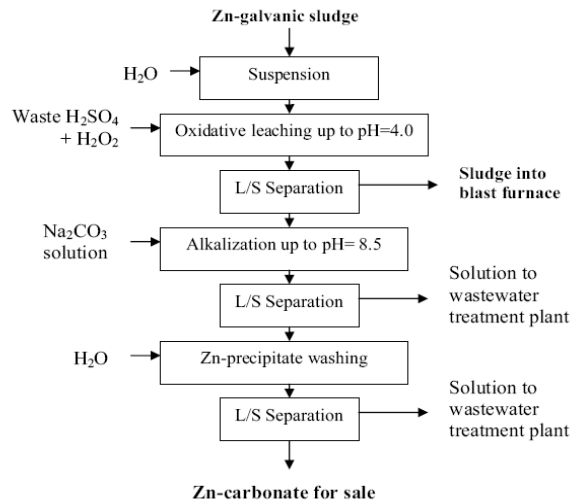 Zn-galvanic sludge
H₂O
Suspension
Waste H₂SO₄
+ H₂O₂
Oxidative leaching up to pH=4.0
L/S Separation
Sludge into
blast furnace
Na₂CO₃
solution
Alkalization up to pH= 8.5
L/S Separation
Solution to
wastewater
treatment plant
H₂O
Zn-precipitate washing
L/S Separation
Solution to
wastewater
treatment plant
Zn-carbonate for sale